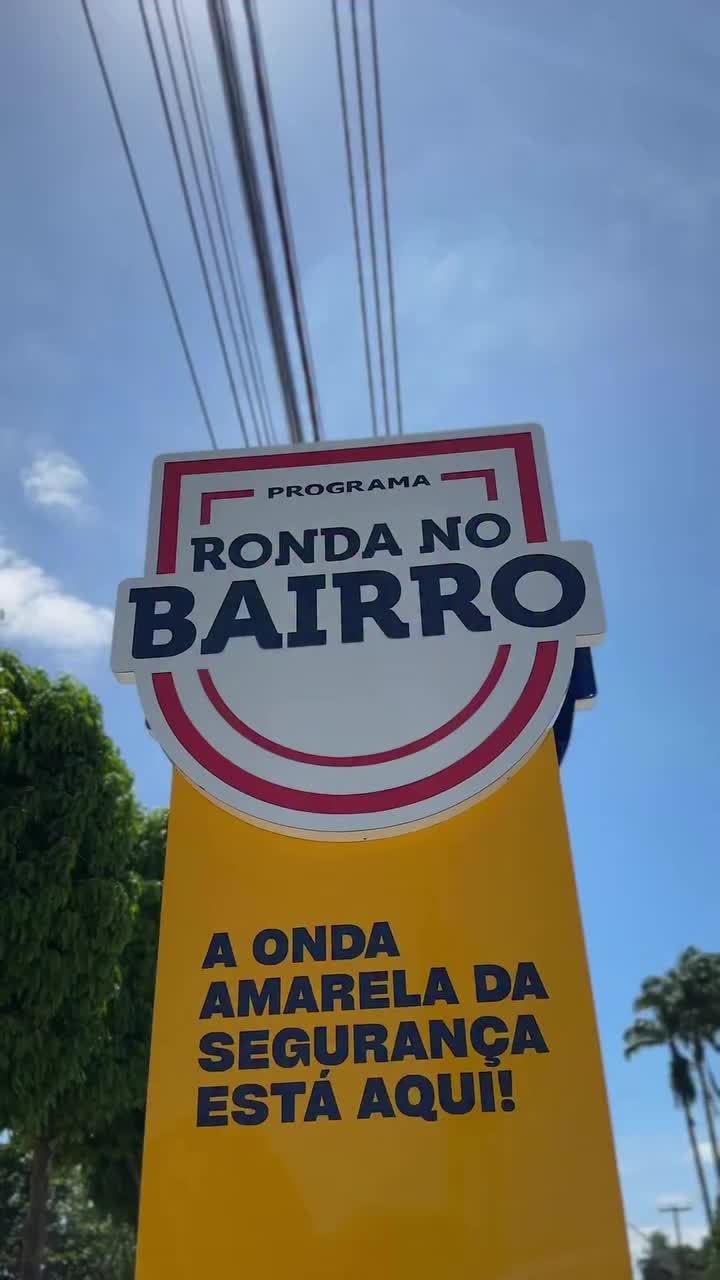 PROGRAMA
RONDA NO
BAIRRO
A ONDA
AMARELA DA
SEGURANÇA
ESTÁ AQUI!